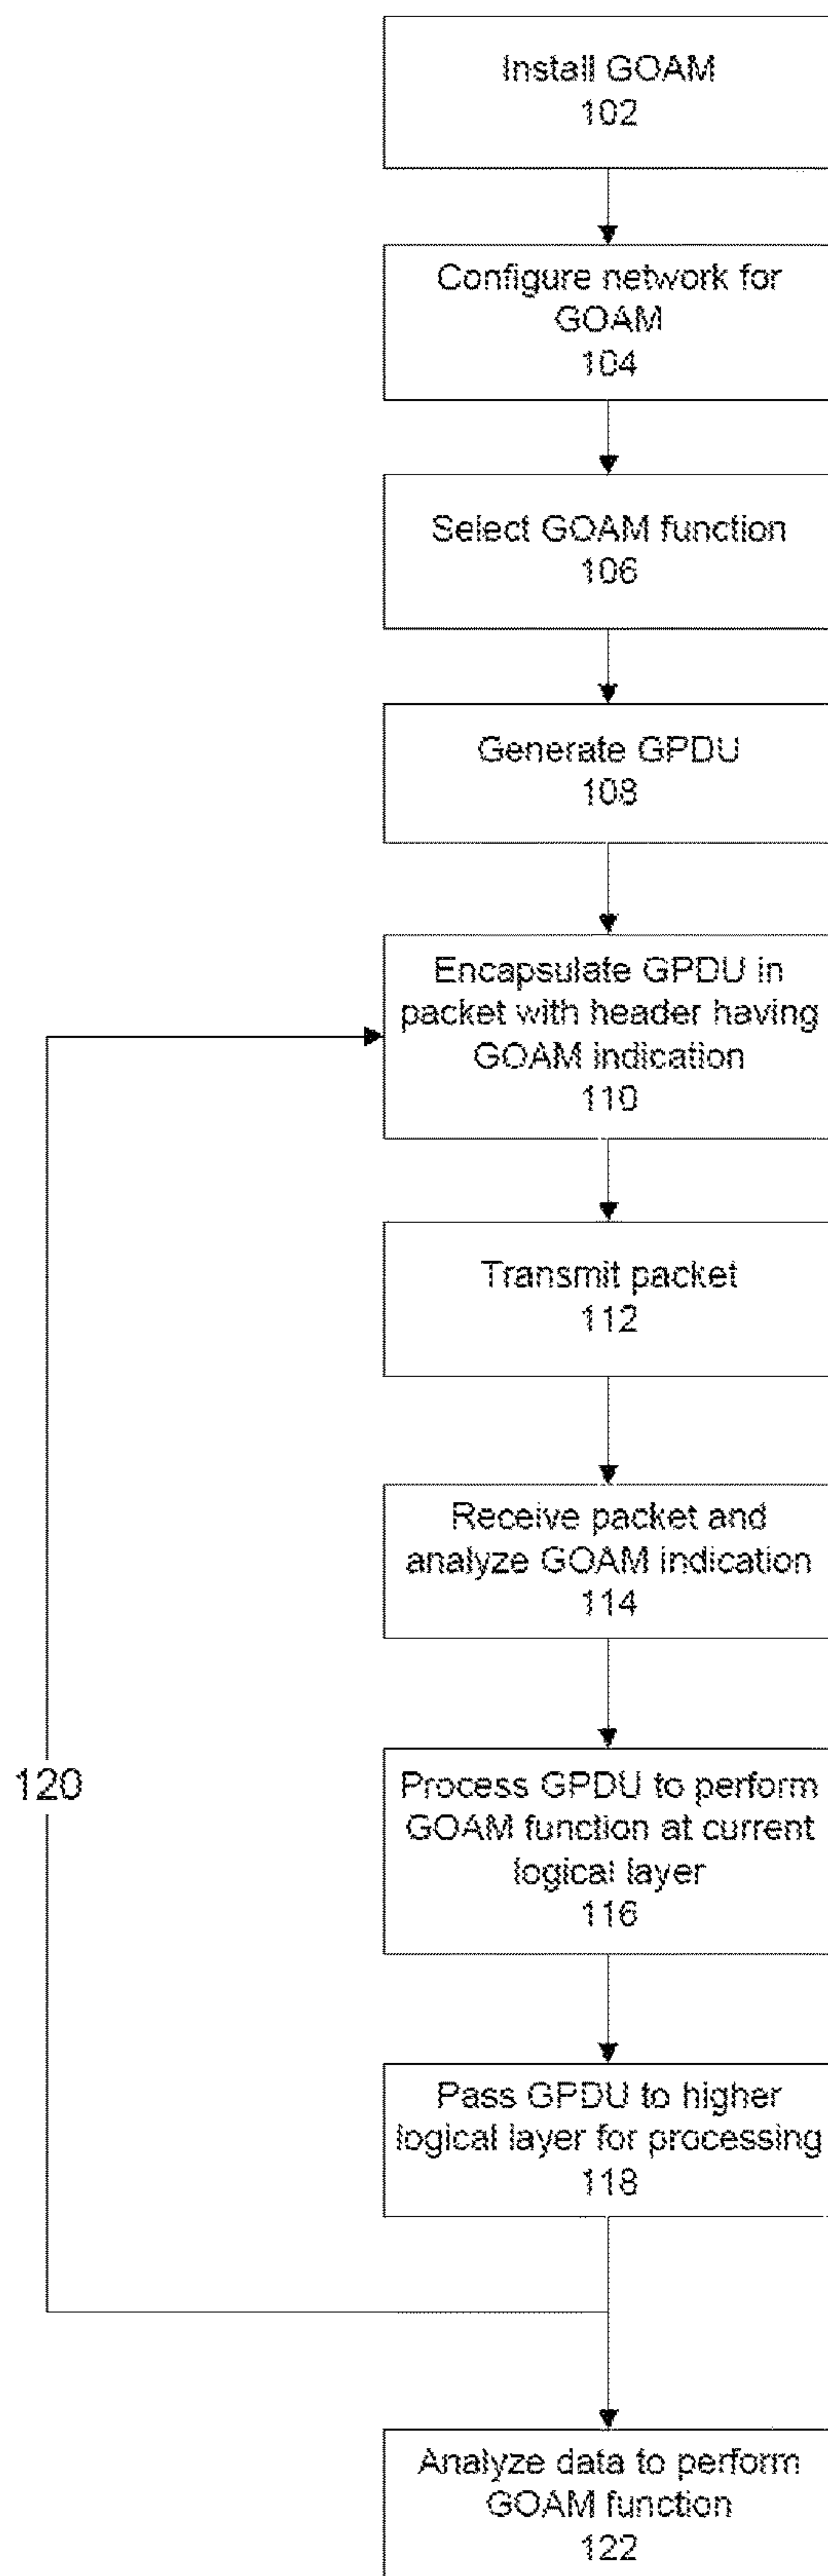 Install GOAM
102
Configure network for
GOAM
104
Select GOAM function
106
Generate GPDU
108
Encapsulate GPDU in
packet with header having
GOAM indication
110
Transmit packet
112
Receive packet and
analyze GOAM indication
114
Process GPDU to perform
GOAM function at current
logical layer
116
120
Pass GPDU to higher
logical layer for processing
118
Analyze data to perform
GOAM function
122